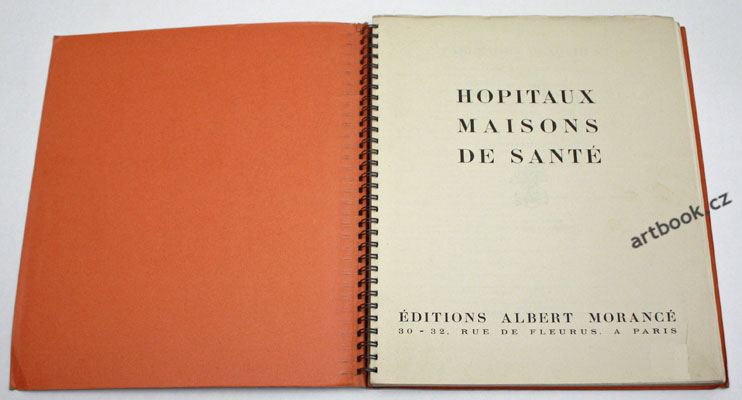 HOPITAUX
MAISONS
DE SANTÉ
artbook.cz
ÉDITIONS ALBERT MORANCÉ
30-32, RUE DE FLEURUS. A PARIS